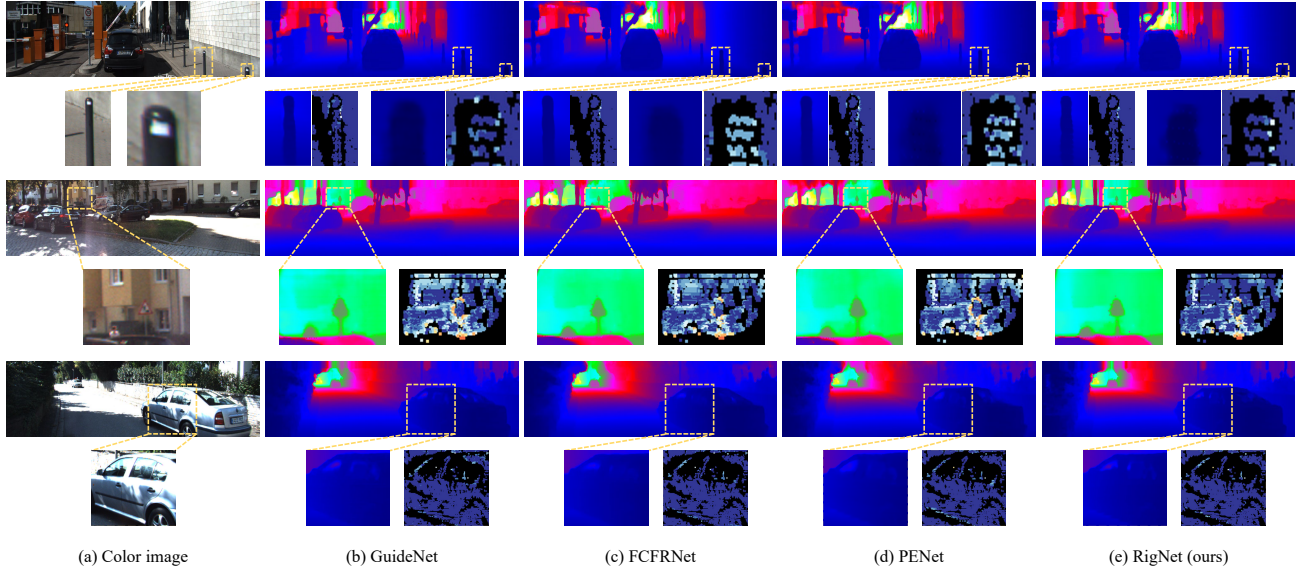 (a) Color image
(b) GuideNet
(c) FCFRNet
(d) PENet
(e) RigNet (ours)